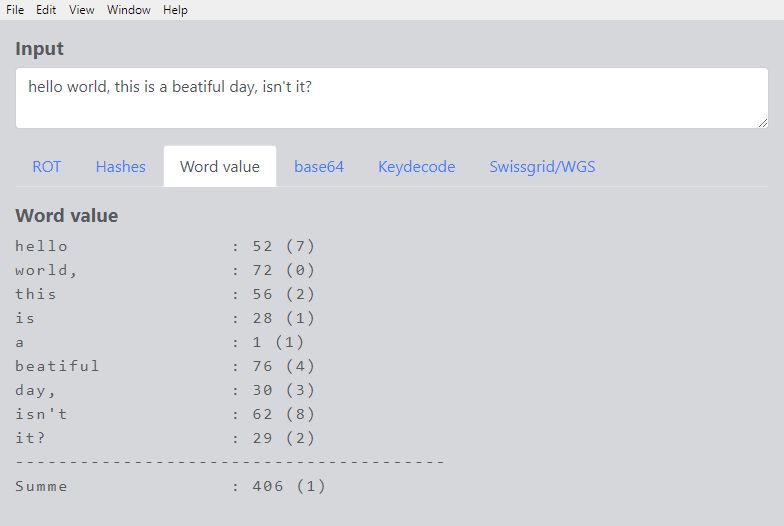 File Edit View Window Help
Input
hello world, this is a beatiful day, isn't it?
ROT Hashes Word value base64 Keydecode Swissgrid/WGS
Word value
hello : 52 (7)
world, : 72 (0)
this : 56 (2)
is : 28 (1)
a : 1 (1)
beatiful : 76 (4)
day, : 30 (3)
isn't : 62 (8)
it? : 29 (2)
----------------------------------------
Summe : 406 (1)